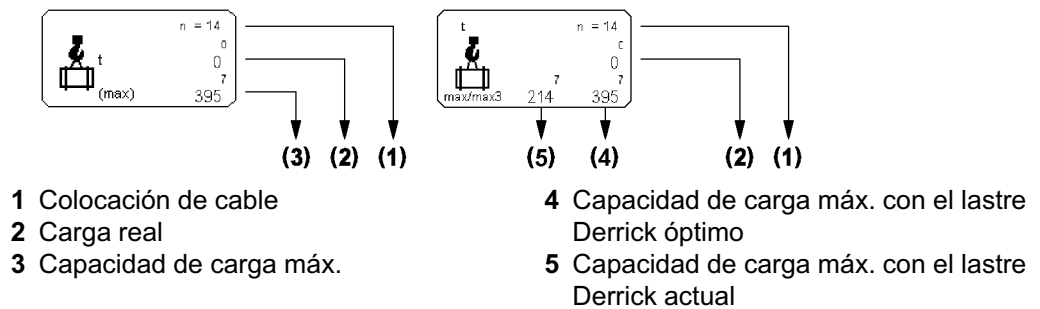 n = 14
0
t
0
7
(max)
395
t
n = 14
0
7
7
max/max3
214
395
(3) (2) (1)
(5) (4) (2) (1)
1 Colocación de cable
2 Carga real
3 Capacidad de carga máx.
4 Capacidad de carga máx. con el lastre
Derrick óptimo
5 Capacidad de carga máx. con el lastre
Derrick actual